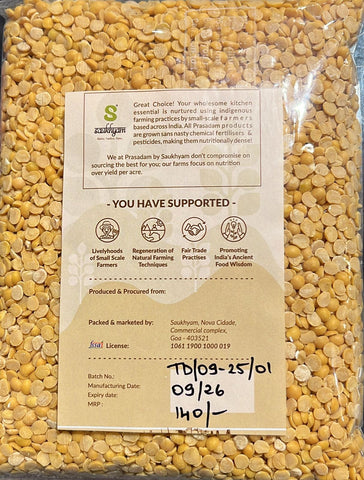 Great Choice! Your wholesome kitchen
essential is nurtured using indigenous
farming practices by small-scale farmers
based across India. All Prasadam products
are grown sans nasty chemical fertilisers &
pesticides, making them nutritionally dense!
saukhyam
We at Prasadam by Saukhyam don't compromise on
sourcing the best for you; our farms focus on nutrition
over yield per acre.
- YOU HAVE SUPPORTED -
Livelyhoods
of Small Scale
Farmers
Regeneration of
Natural Farming
Techniques
Fair Trade
Practises
Promoting
India's Ancient
Food Wisdom
Produced & Procured from:
Packed & marketed by: Saukhyam, Nova Cidade,
Commercial complex,
Goa - 403521
fssai License: 1061 1900 1000 019
Batch No.: TD/09-25/01
Manufacturing Date: 09/26
Expiry date:
MRP : 140/-